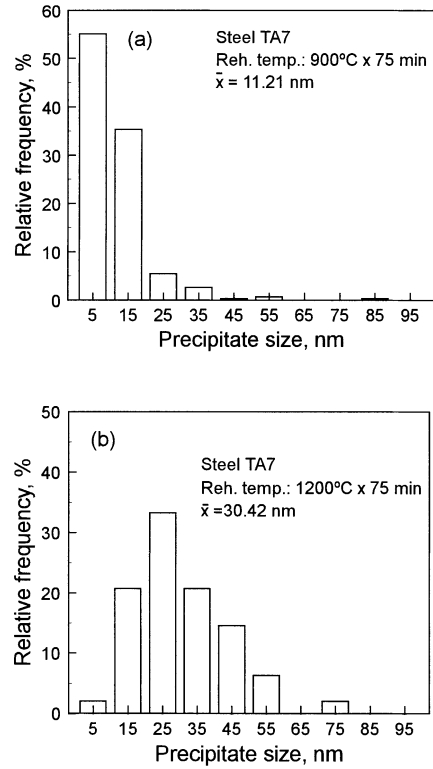 60
50
40
30
20
10
0
Relative frequency, %
(a)
Steel TA7
Reh. temp.: 900ºC x 75 min
x̄ = 11.21 nm
5 15 25 35 45 55 65 75 85 95
Precipitate size, nm
50
40
30
20
10
0
Relative frequency, %
(b)
Steel TA7
Reh. temp.: 1200ºC x 75 min
x̄ =30.42 nm
5 15 25 35 45 55 65 75 85 95
Precipitate size, nm